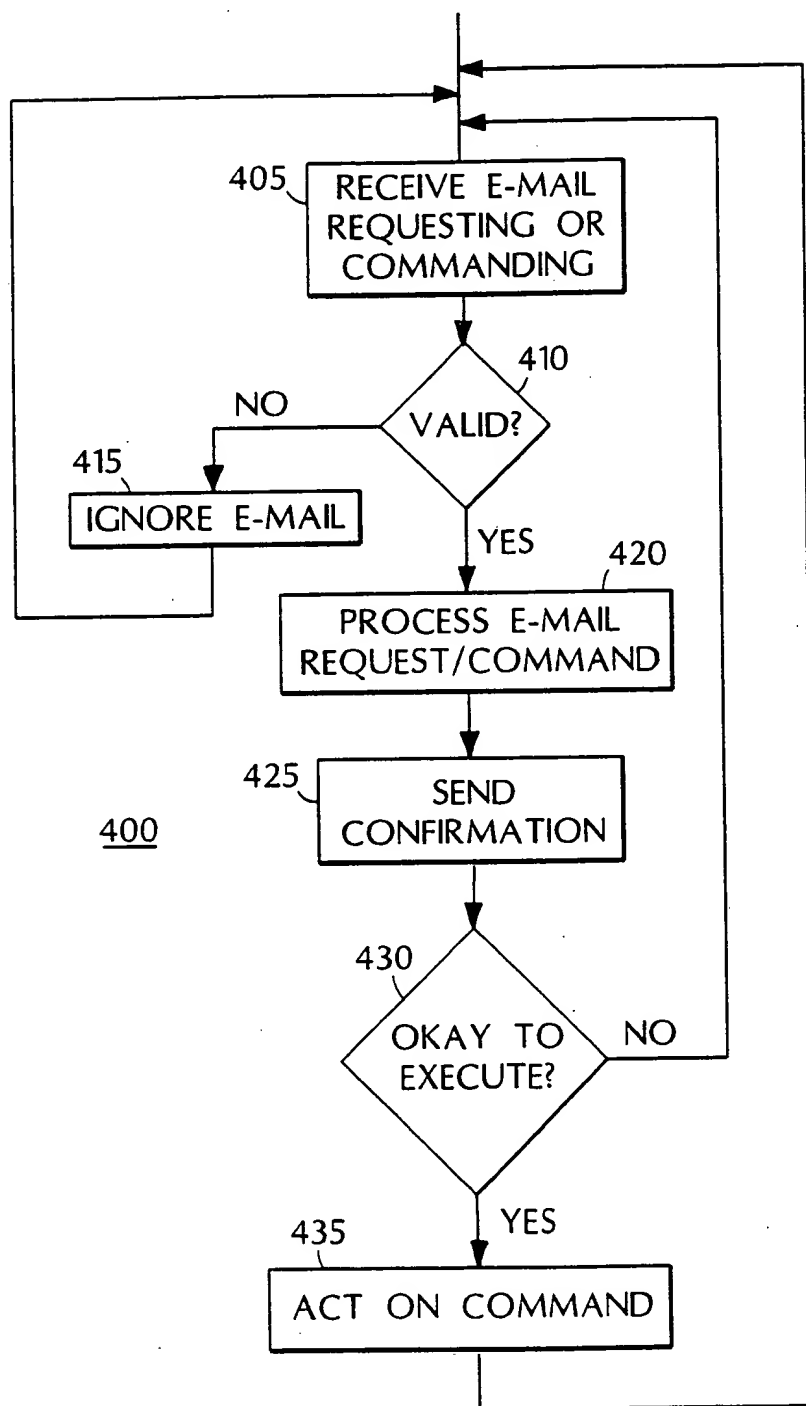 405
RECEIVE E-MAIL
REQUESTING OR
COMMANDING
410
VALID?
NO
415
IGNORE E-MAIL
YES
420
PROCESS E-MAIL
REQUEST/COMMAND
425
SEND
CONFIRMATION
400
430
OKAY TO
EXECUTE?
NO
YES
435
ACT ON COMMAND